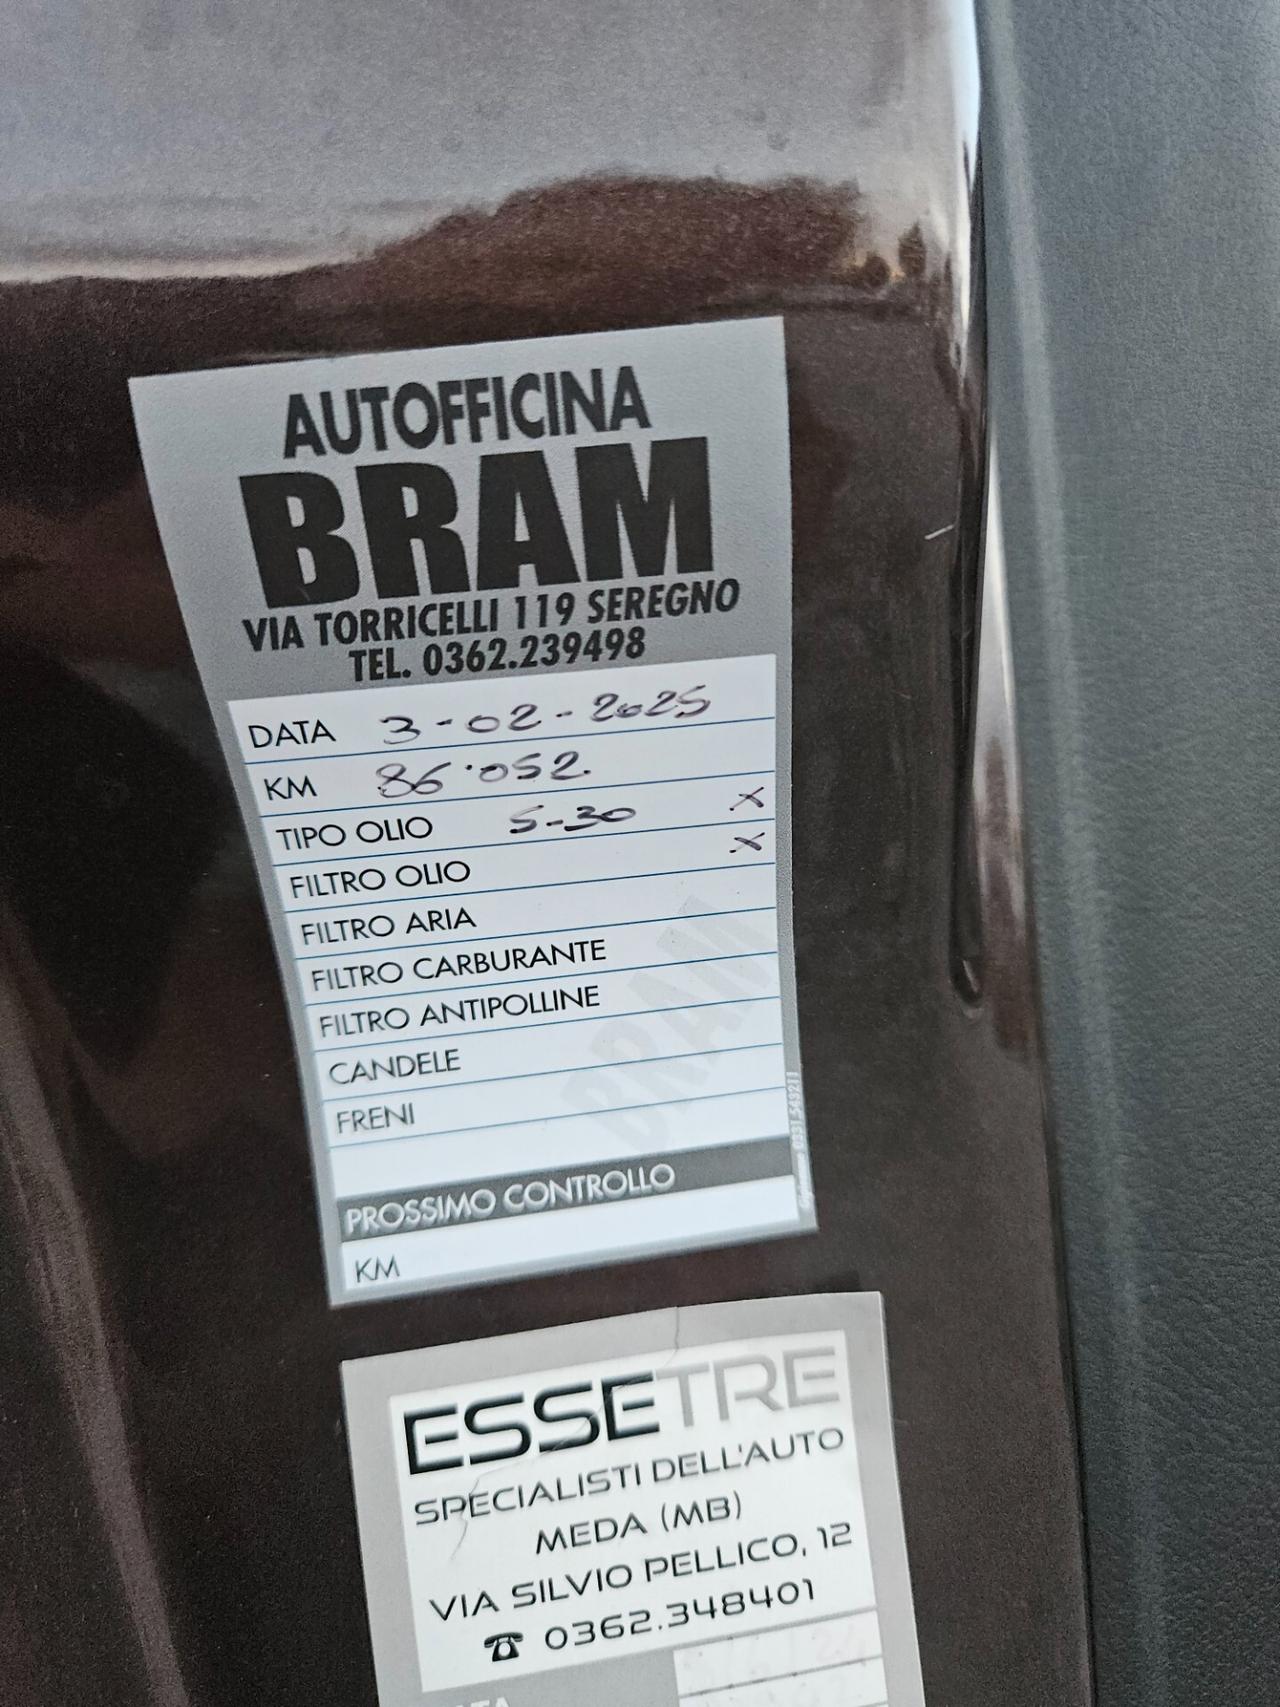 AUTOFFICINA
BRAM
VIA TORRICELLI 119 SEREGNO
TEL. 0362.239498
DATA 3-02-2025
KM 86.052
TIPO OLIO 5-30 X
FILTRO OLIO X
FILTRO ARIA
FILTRO CARBURANTE
FILTRO ANTIPOLLINE
CANDELE
FRENI
BRAM
PROSSIMO CONTROLLO
KM
ESSETRE
SPECIALISTI DELL'AUTO
MEDA (MB)
VIA SILVIO PELLICO, 12
☎ 0362.348401